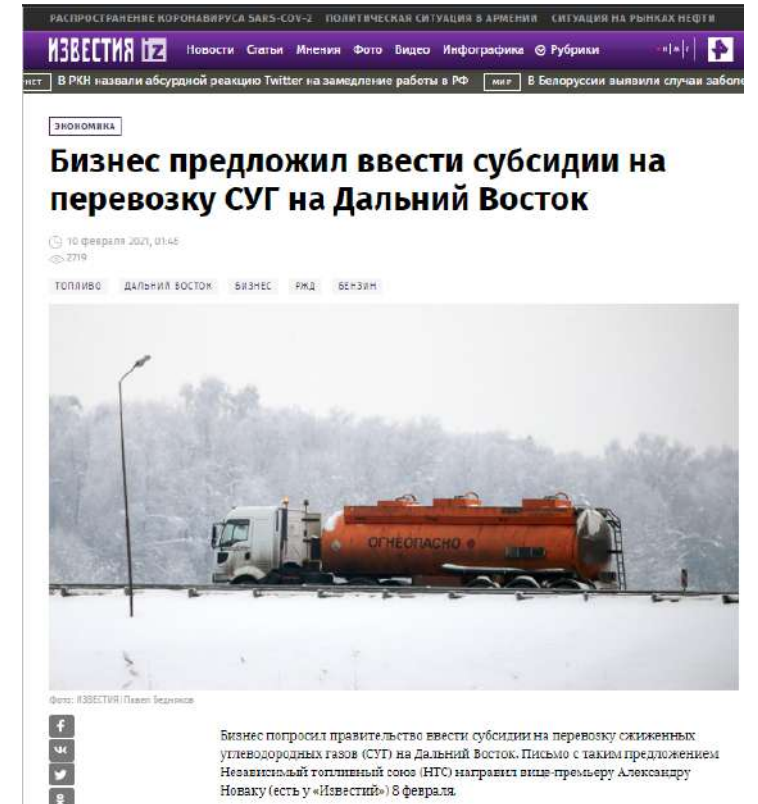 РАСПРОСТРАНЕНИЕ КОРОНАВИРУСА SARS-COV-2 ПОЛИТИЧЕСКАЯ СИТУАЦИЯ В АРМЕНИИ СИТУАЦИЯ НА РЫНКАХ НЕФТИ
ИЗВЕСТИЯ iz Новости Статьи Мнения Фото Видео Инфографика Рубрики
НЕТ В РКН назвали абсурдной реакцию Twitter на замедление работы в РФ МИР В Белоруссии выявили случаи заболе
ЭКОНОМИКА
Бизнес предложил ввести субсидии на
перевозку СУГ на Дальний Восток
10 февраля 2021, 01:46
2719
ТОПЛИВО ДАЛЬНИЙ ВОСТОК БИЗНЕС РЖД БЕНЗИН
ОГНЕОПАСНО
Фото: ИЗВЕСТИЯ/Павел Бедняков
Бизнес попросил правительство ввести субсидии на перевозку сжиженных
углеводородных газов (СУГ) на Дальний Восток. Письмо с таким предложением
Независимый топливный союз (НТС) направил вице-премьеру Александру
Новаку (есть у «Известий») 8 февраля.